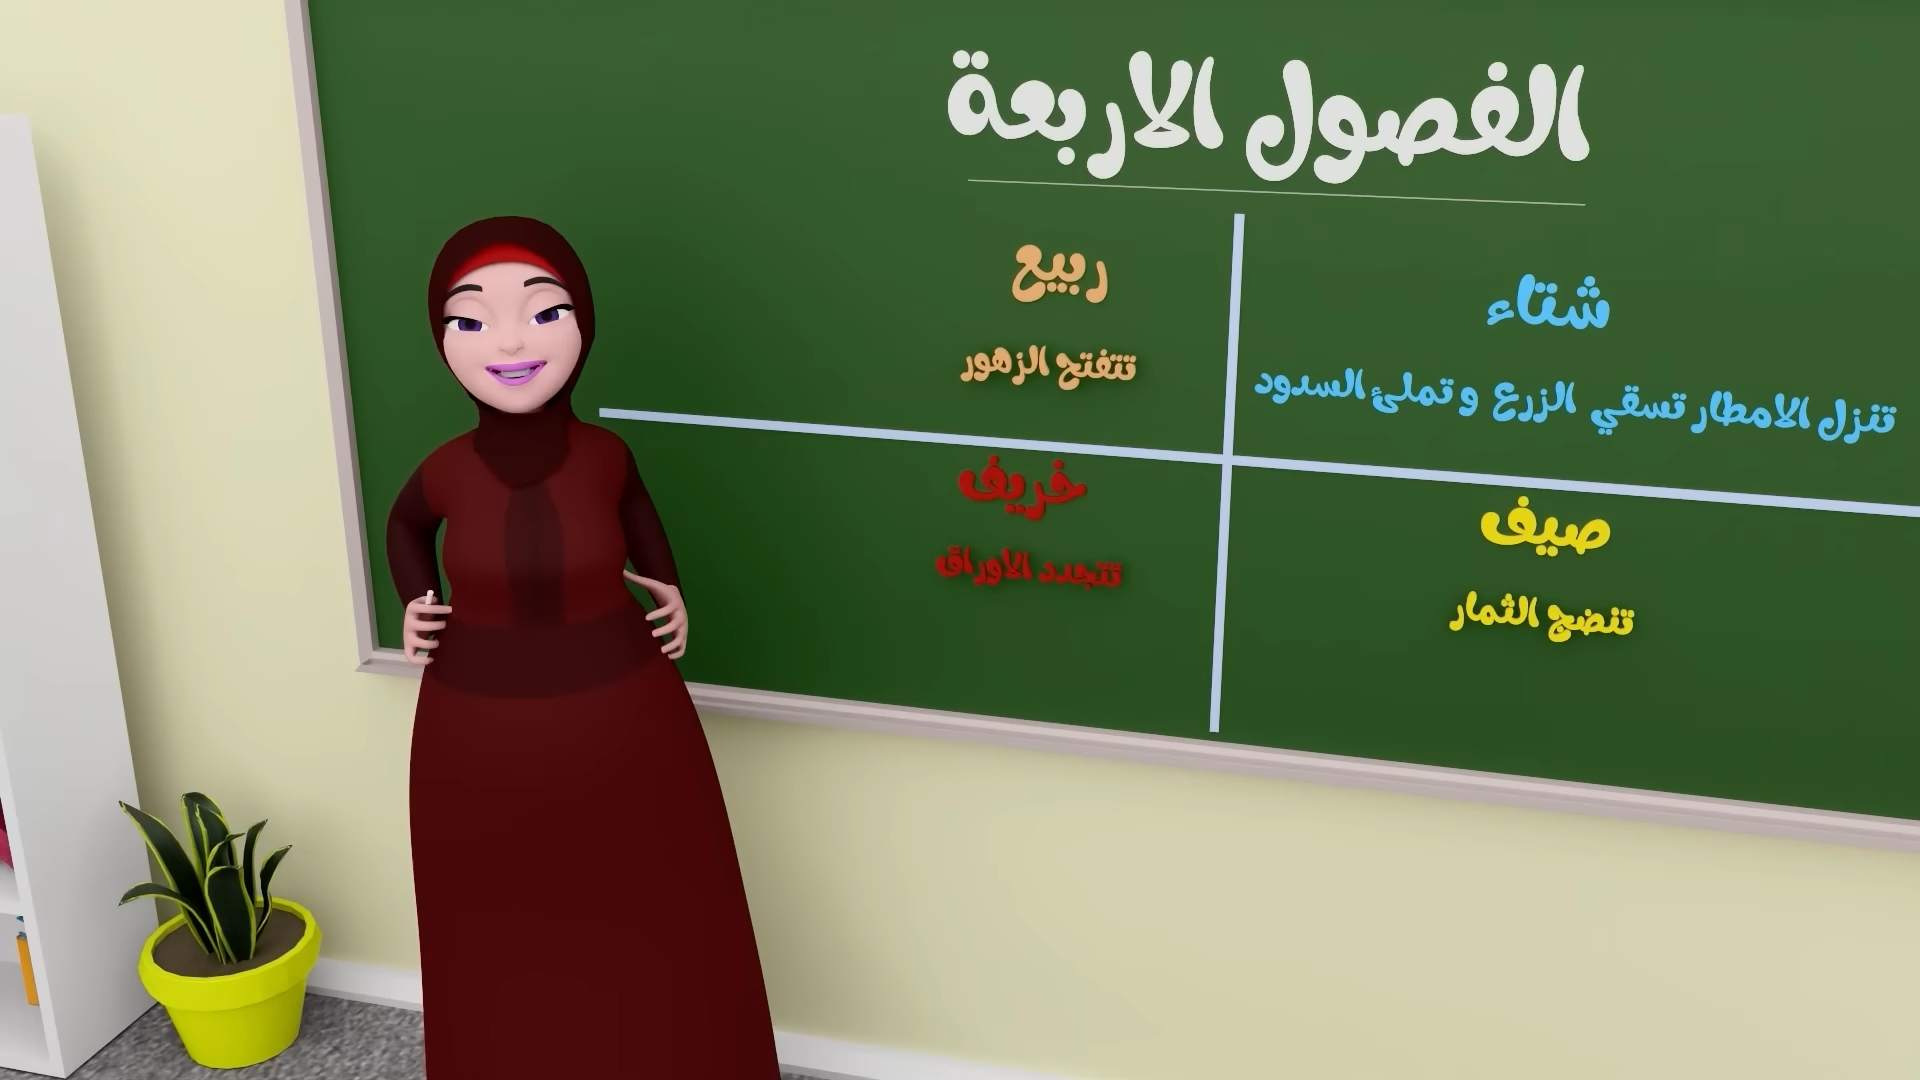 الفصول الاربعة
شتاء
تنزل الامطار تسقي الزرع و تملئ السدود
ربيع
تتفتح الزهور
صيف
تنضج الثمار
خريف
تتجدد الاوراق